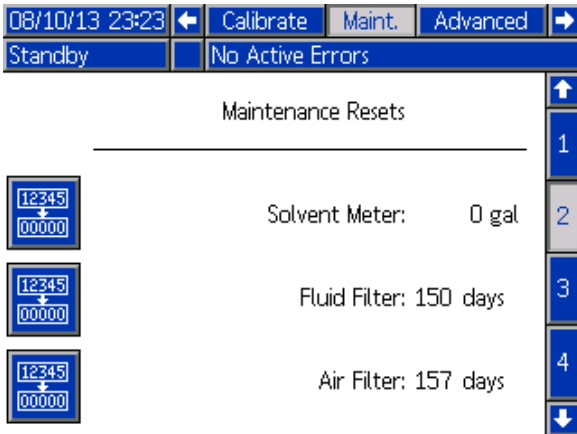 08/10/13 23:23 Calibrate Maint. Advanced
Standby No Active Errors
Maintenance Resets
1
12345
00000
Solvent Meter: 0 gal
2
12345
00000
Fluid Filter: 150 days
3
12345
00000
Air Filter: 157 days
4